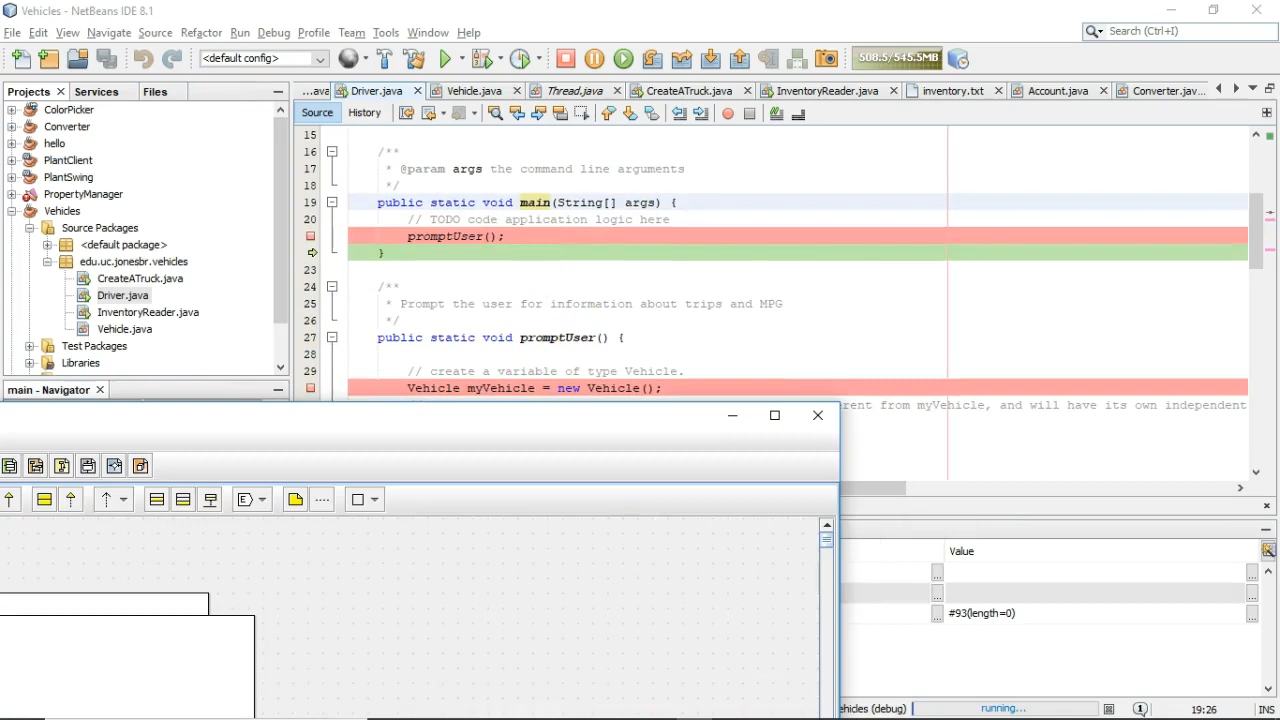 Vehicles - NetBeans IDE 8.1
File Edit View Navigate Source Refactor Run Debug Profile Team Tools Window Help
Search (Ctrl+I)
<default config>
508.5/545.5MB
Projects Services Files
...ava Driver.java Vehicle.java Thread.java CreateATruck.java InventoryReader.java inventory.txt Account.java Converter.jav...
Source History
ColorPicker
Converter
hello
PlantClient
PlantSwing
PropertyManager
Vehicles
Source Packages
<default package>
edu.uc.jonesbr.vehicles
CreateATruck.java
Driver.java
InventoryReader.java
Vehicle.java
Test Packages
Libraries
main - Navigator
15
16 /**
17 * @param args the command line arguments
18 */
19 public static void main(String[] args) {
20 // TODO code application logic here
promptUser();
}
23
24 /**
25 * Prompt the user for information about trips and MPG
26 */
27 public static void promptUser() {
28
29 // create a variable of type Vehicle.
Vehicle myVehicle = new Vehicle();
erent from myVehicle, and will have its own independent
E
Value
...
...
...
...
#93(length=0)
...
...
ehicles (debug) running... 1 19:26 INS